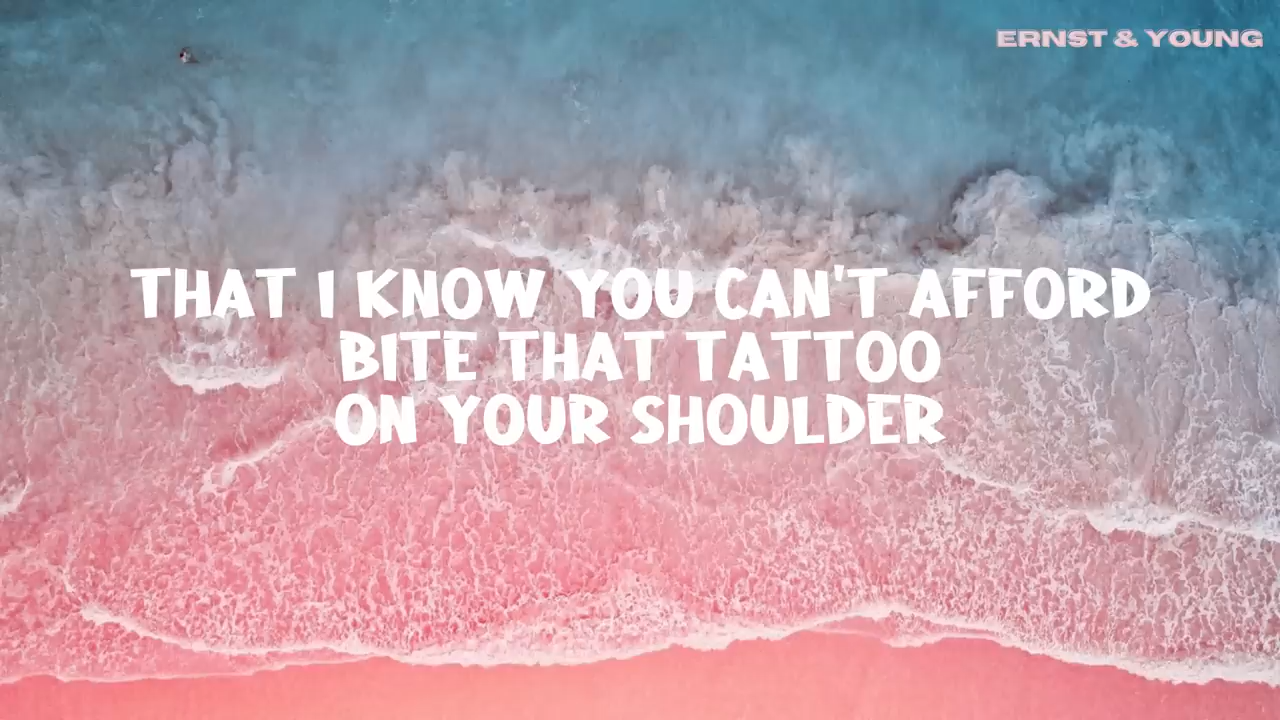 ERNST & YOUNG
THAT I KNOW YOU CAN'T AFFORD
BITE THAT TATTOO
ON YOUR SHOULDER